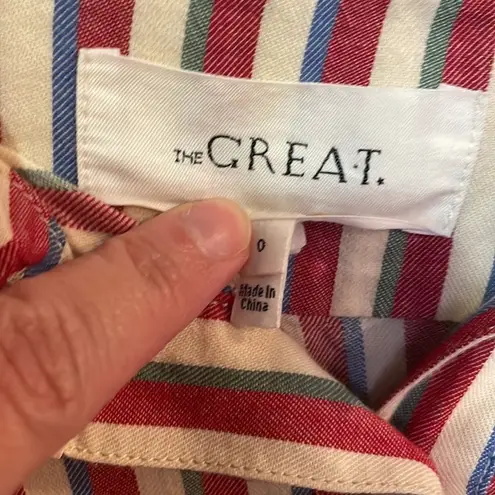 THE GREAT.
0
Made In
China